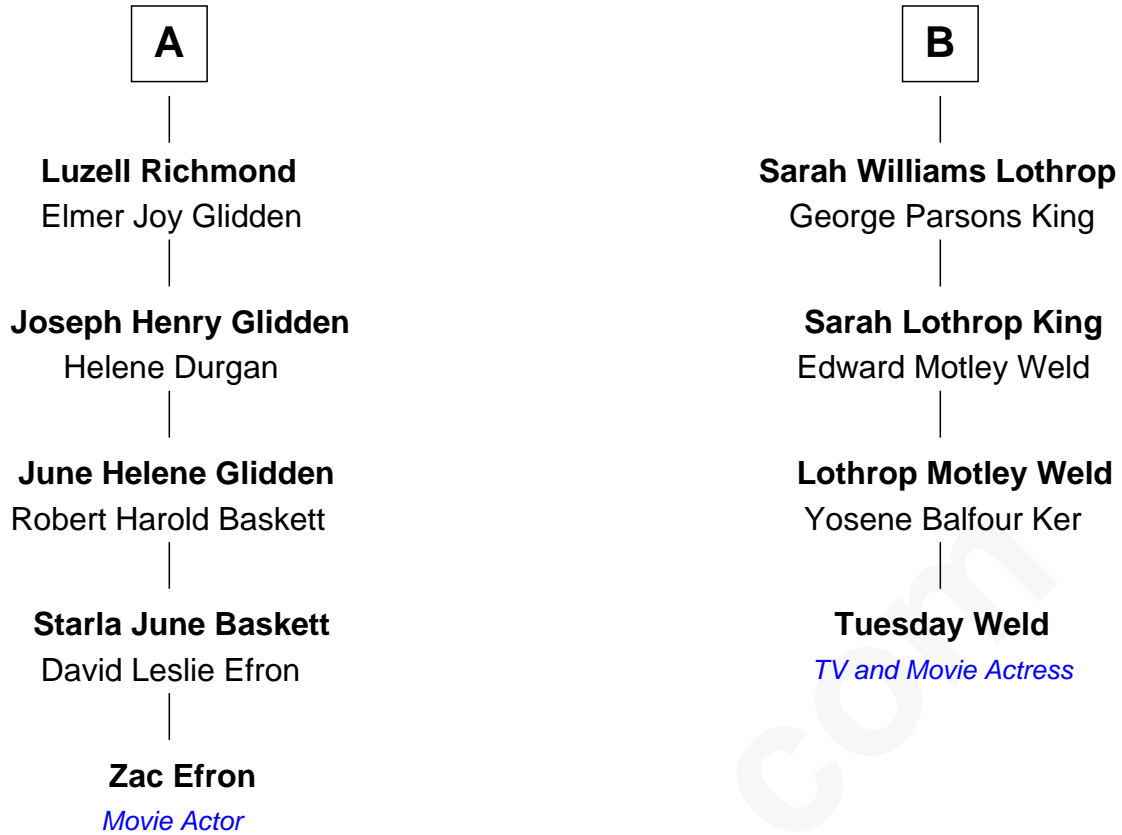 A
Luzell Richmond
Elmer Joy Glidden
Joseph Henry Glidden
Helene Durgan
June Helene Glidden
Robert Harold Baskett
Starla June Baskett
David Leslie Efron
Zac Efron
Movie Actor
B
Sarah Williams Lothrop
George Parsons King
Sarah Lothrop King
Edward Motley Weld
Lothrop Motley Weld
Yosene Balfour Ker
Tuesday Weld
TV and Movie Actress
com